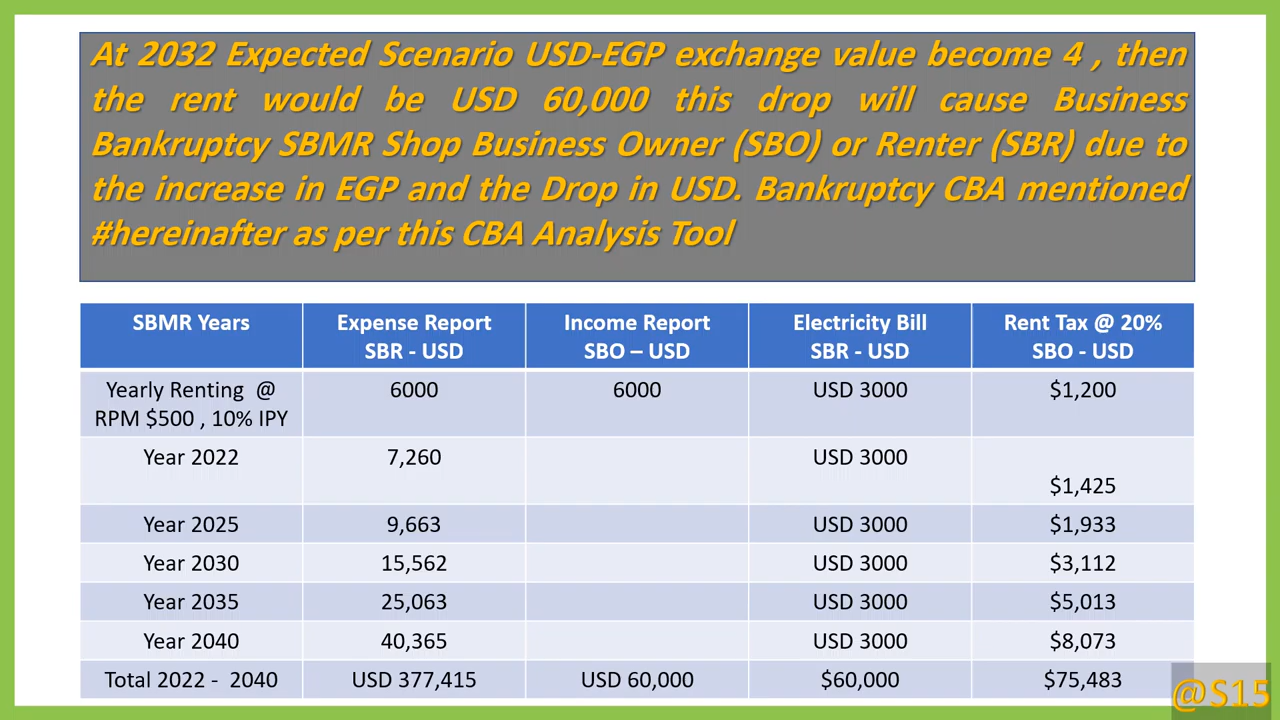 At 2032 Expected Scenario USD-EGP exchange value become 4 , then
the rent would be USD 60,000 this drop will cause Business
Bankruptcy SBMR Shop Business Owner (SBO) or Renter (SBR) due to
the increase in EGP and the Drop in USD. Bankruptcy CBA mentioned
#hereinafter as per this CBA Analysis Tool
SBMR Years Expense Report SBR - USD Income Report SBO – USD Electricity Bill SBR - USD Rent Tax @ 20% SBO - USD
Yearly Renting @ RPM $500 , 10% IPY 6000 6000 USD 3000 $1,200
Year 2022 7,260 USD 3000 $1,425
Year 2025 9,663 USD 3000 $1,933
Year 2030 15,562 USD 3000 $3,112
Year 2035 25,063 USD 3000 $5,013
Year 2040 40,365 USD 3000 $8,073
Total 2022 - 2040 USD 377,415 USD 60,000 $60,000 $75,483
@S15